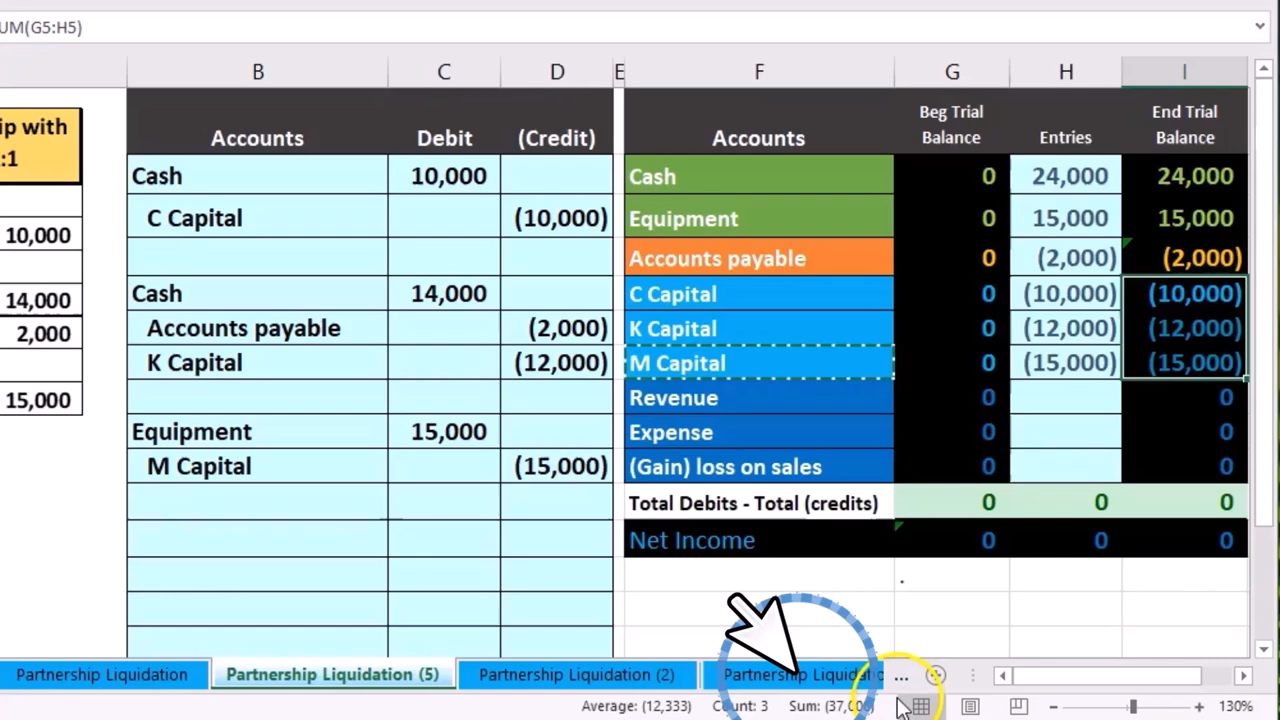 UM(G5:H5)
B C D E F G H I
ip with
:1
10,000
14,000
2,000
15,000
Accounts Debit (Credit)
Cash 10,000
C Capital (10,000)
Cash 14,000
Accounts payable (2,000)
K Capital (12,000)
Equipment 15,000
M Capital (15,000)
Accounts Beg Trial Balance Entries End Trial Balance
Cash 0 24,000 24,000
Equipment 0 15,000 15,000
Accounts payable 0 (2,000) (2,000)
C Capital 0 (10,000) (10,000)
K Capital 0 (12,000) (12,000)
M Capital 0 (15,000) (15,000)
Revenue 0 0
Expense 0 0
(Gain) loss on sales 0 0
Total Debits - Total (credits) 0 0 0
Net Income 0 0 0
.
Partnership Liquidation Partnership Liquidation (5) Partnership Liquidation (2) Partnership ...
Average: (12,333) Count: 3 Sum: 130%